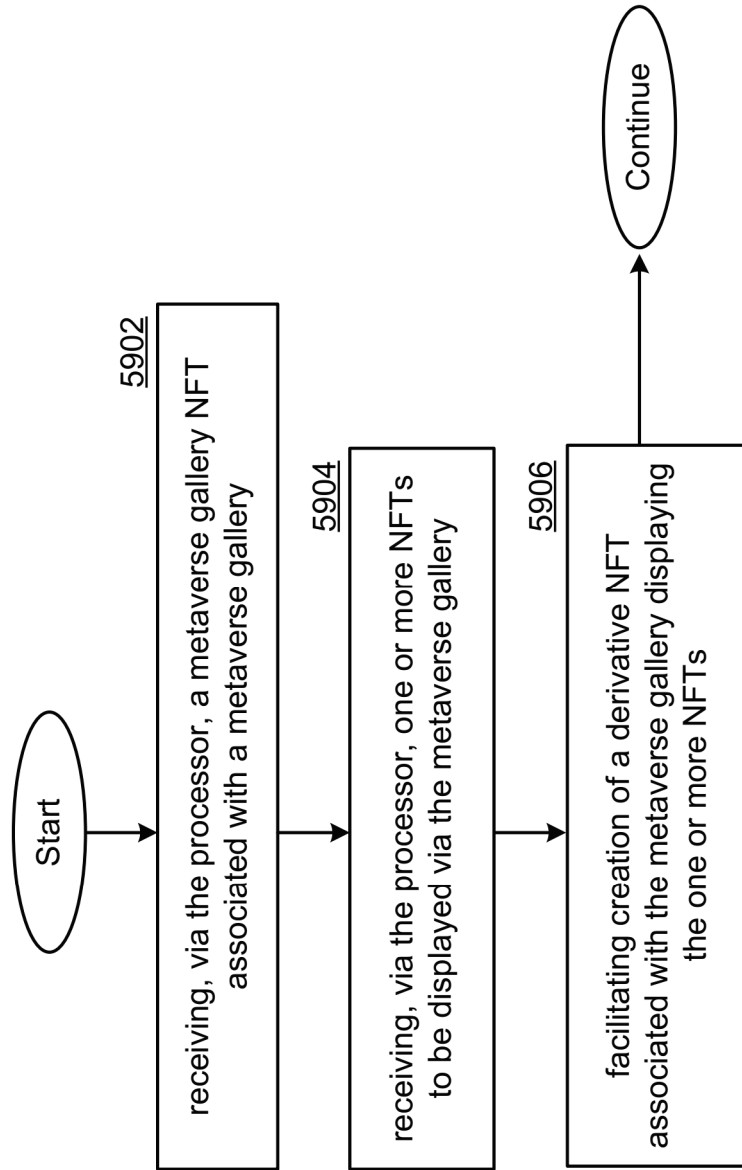 Start
5902
receiving, via the processor, a metaverse gallery NFT
associated with a metaverse gallery
5904
receiving, via the processor, one or more NFTs
to be displayed via the metaverse gallery
5906
facilitating creation of a derivative NFT
associated with the metaverse gallery displaying
the one or more NFTs
Continue